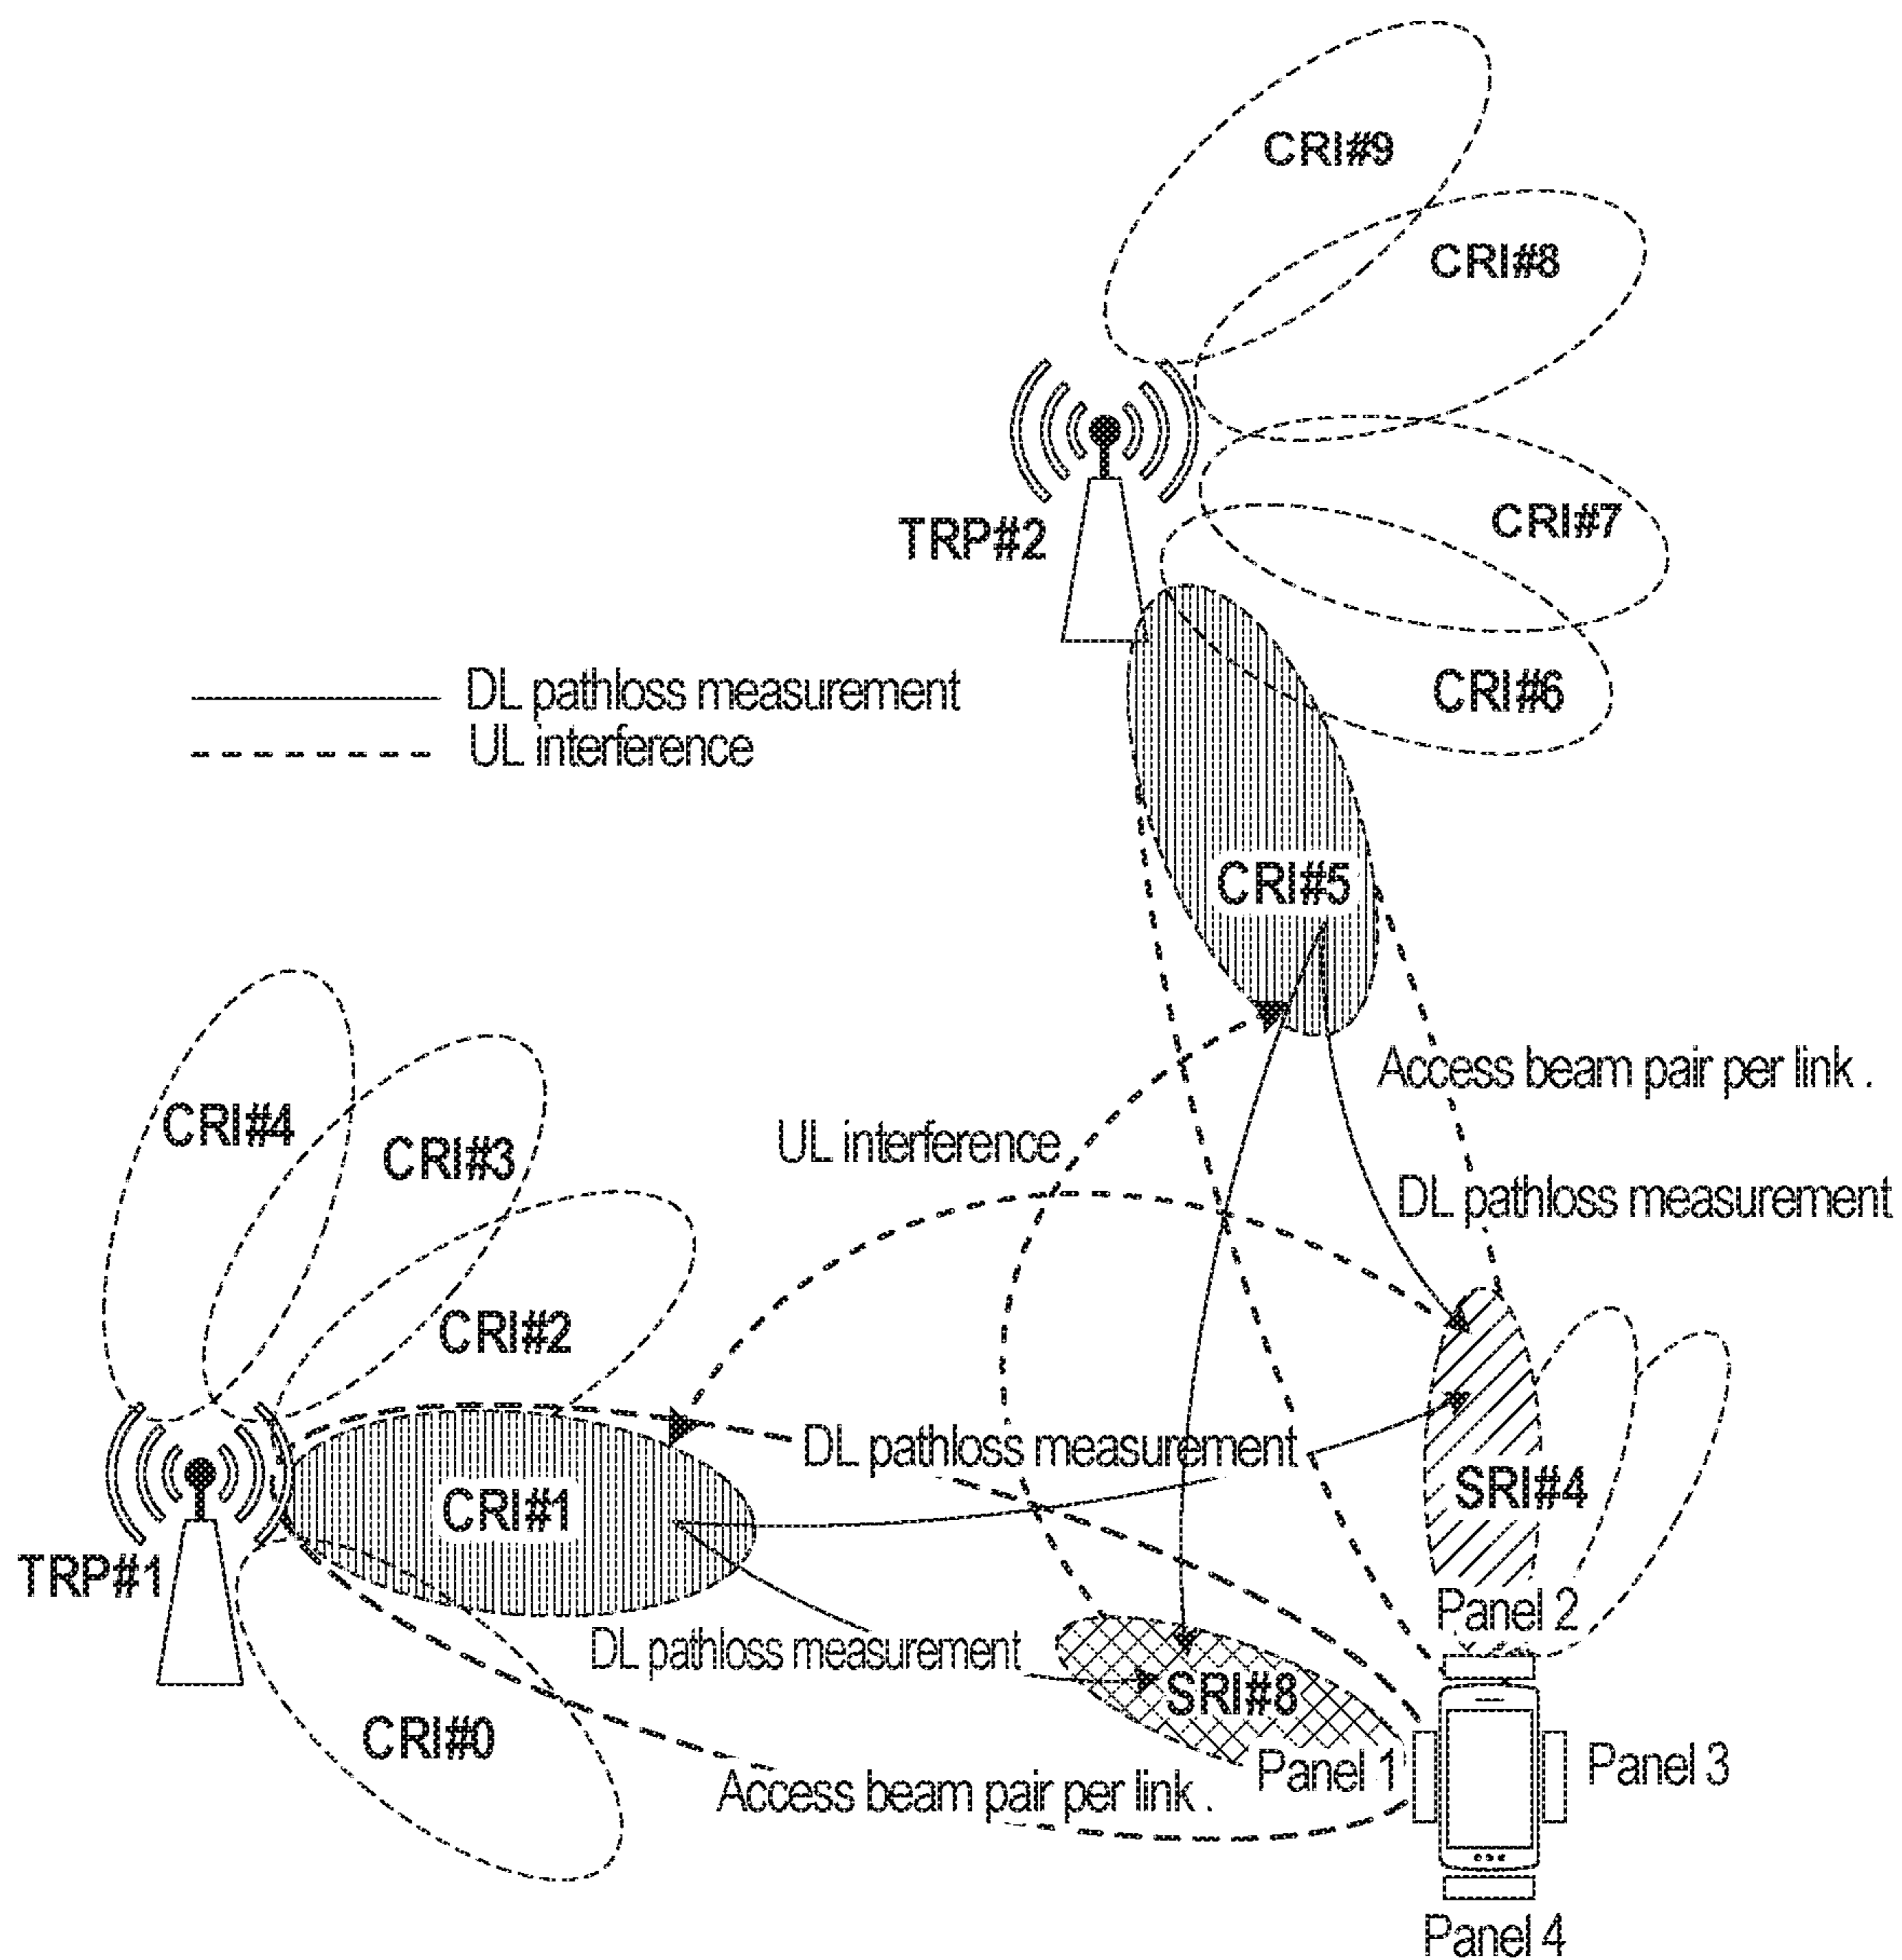 CRI#9
CRI#8
CRI#7
TRP#2
CRI#6
DL pathloss measurement
UL interference
CRI#5
Access beam pair per link .
CRI#4
CRI#3
UL interference
DL pathloss measurement
CRI#2
DL pathloss measurement
CRI#1
SRI#4
TRP#1
Panel 2
DL pathloss measurement
SRI#8
CRI#0
Panel 1
Panel 3
Access beam pair per link .
Panel 4